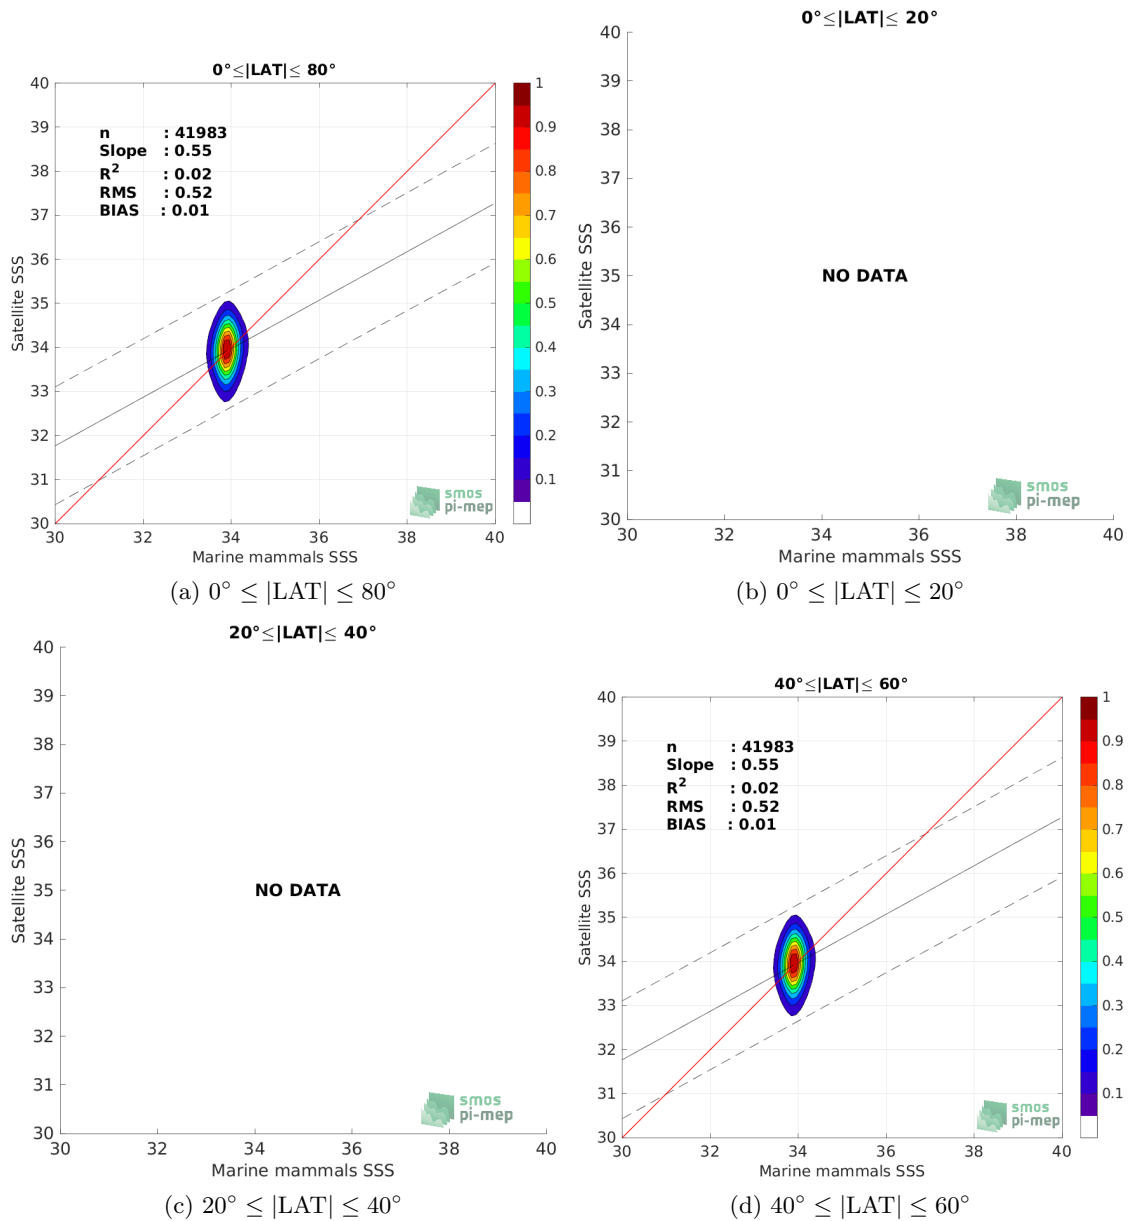 0°≤|LAT|≤ 80°
40
39
38
37
36
35
34
33
32
31
30
n : 41983
Slope : 0.55
R² : 0.02
RMS : 0.52
BIAS : 0.01
1
0.9
0.8
0.7
0.6
0.5
0.4
0.3
0.2
0.1
Satellite SSS
smos
pi-mep
30 32 34 36 38 40
Marine mammals SSS
(a) 0° ≤ |LAT| ≤ 80°
0°≤|LAT|≤ 20°
40
39
38
37
36
35
34
33
32
31
30
Satellite SSS
NO DATA
smos
pi-mep
30 32 34 36 38 40
Marine mammals SSS
(b) 0° ≤ |LAT| ≤ 20°
20°≤|LAT|≤ 40°
40
39
38
37
36
35
34
33
32
31
30
Satellite SSS
NO DATA
smos
pi-mep
30 32 34 36 38 40
Marine mammals SSS
(c) 20° ≤ |LAT| ≤ 40°
40°≤|LAT|≤ 60°
40
39
38
37
36
35
34
33
32
31
30
n : 41983
Slope : 0.55
R² : 0.02
RMS : 0.52
BIAS : 0.01
1
0.9
0.8
0.7
0.6
0.5
0.4
0.3
0.2
0.1
Satellite SSS
smos
pi-mep
30 32 34 36 38 40
Marine mammals SSS
(d) 40° ≤ |LAT| ≤ 60°